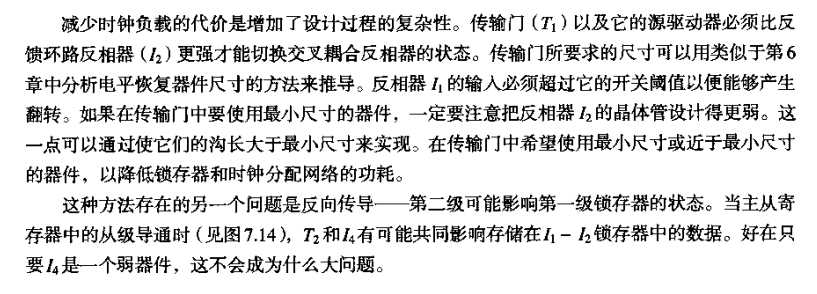 减少时钟负载的代价是增加了设计过程的复杂性。传输门（T₁）以及它的源驱动器必须比反
馈环路反相器（I₂）更强才能切换交叉耦合反相器的状态。传输门所要求的尺寸可以用类似于第6
章中分析电平恢复器件尺寸的方法来推导。反相器 I₁ 的输入必须超过它的开关阈值以便能够产生
翻转。如果在传输门中要使用最小尺寸的器件，一定要注意把反相器 I₂ 的晶体管设计得更弱。这
一点可以通过使它们的沟长大于最小尺寸来实现。在传输门中希望使用最小尺寸或近于最小尺寸
的器件，以降低锁存器和时钟分配网络的功耗。
这种方法存在的另一个问题是反向传导——第二级可能影响第一级锁存器的状态。当主从寄
存器中的从级导通时（见图7.14），T₂ 和 I₄ 有可能共同影响存储在 I₁ – I₂ 锁存器中的数据。好在只
要 I₄ 是一个弱器件，这不会成为什么大问题。